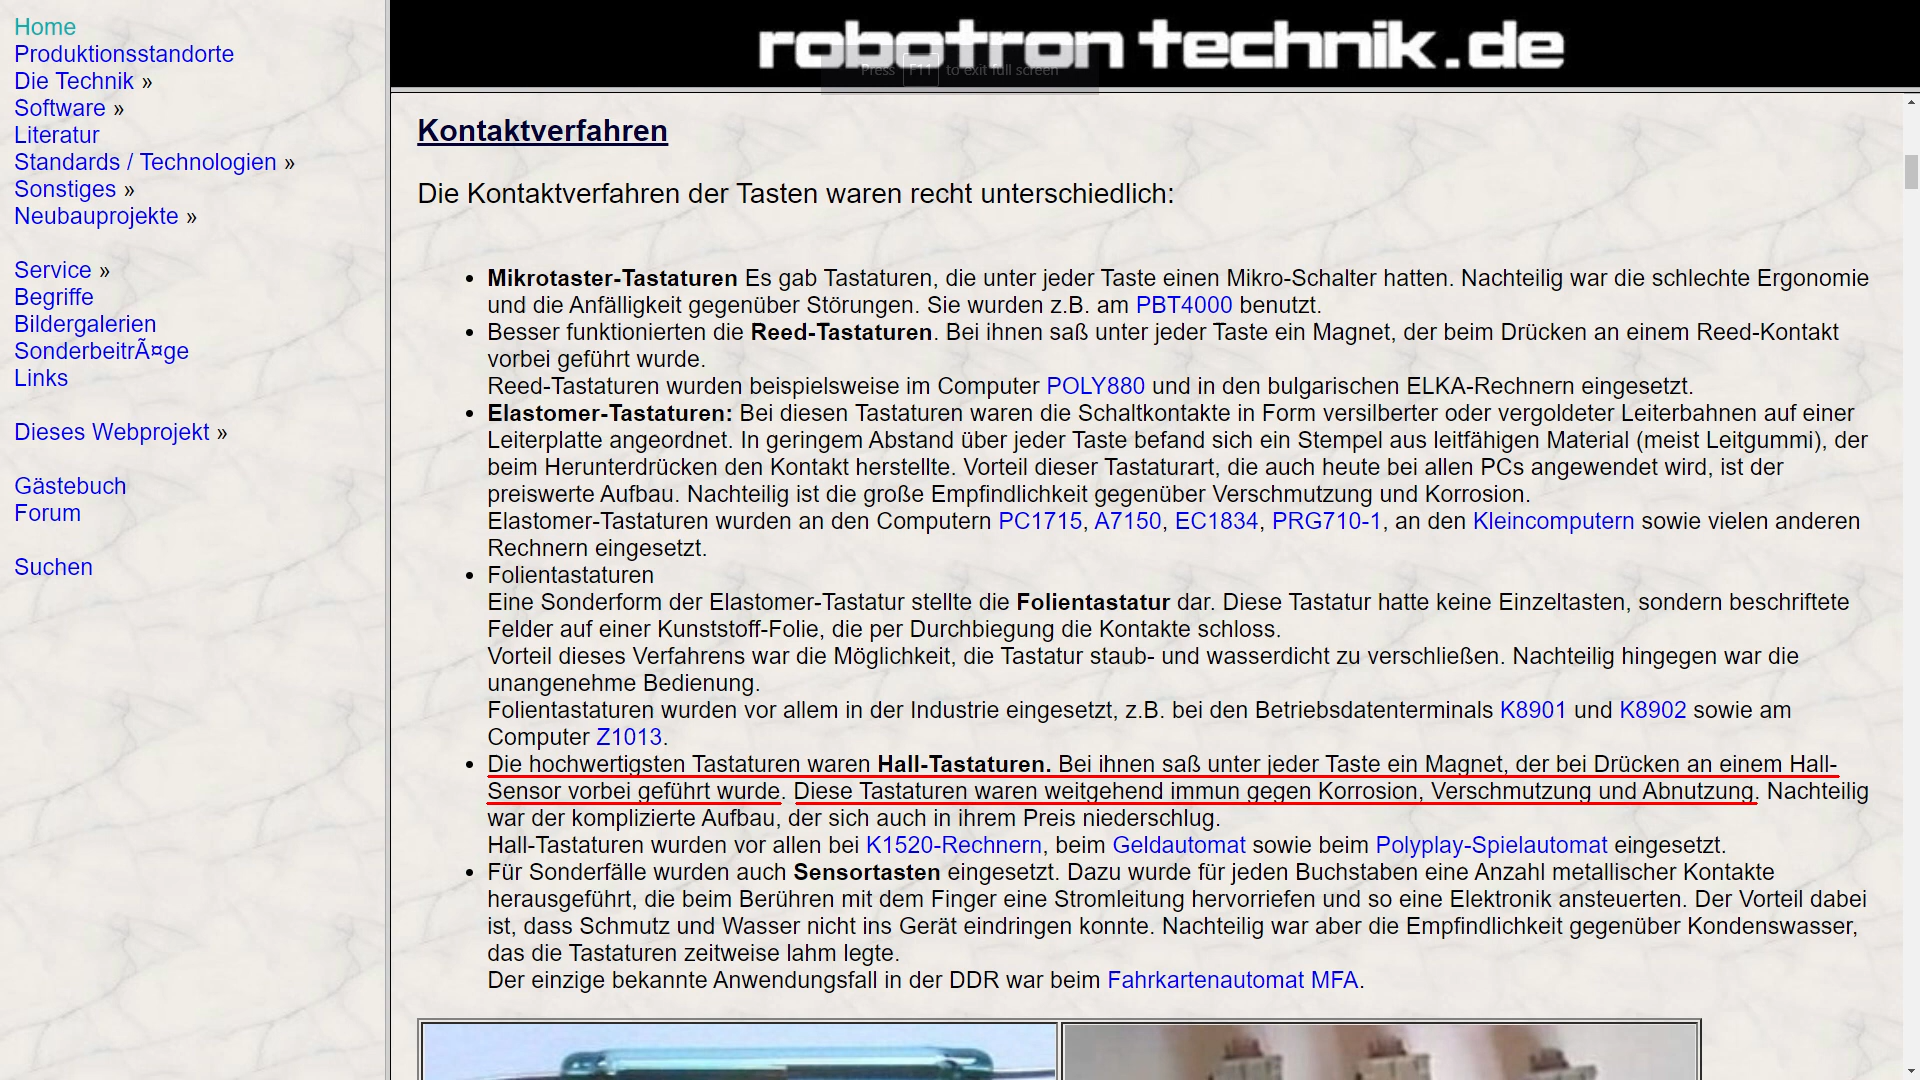 Home
Produktionsstandorte
Die Technik »
Software »
Literatur
Standards / Technologien »
Sonstiges »
Neubauprojekte »
Service »
Begriffe
Bildergalerien
SonderbeitrÃ¤ge
Links
Dieses Webprojekt »
Gästebuch
Forum
Suchen
robotron technik.de
Press F11 to exit full screen
Kontaktverfahren
Die Kontaktverfahren der Tasten waren recht unterschiedlich:
• Mikrotaster-Tastaturen Es gab Tastaturen, die unter jeder Taste einen Mikro-Schalter hatten. Nachteilig war die schlechte Ergonomie
und die Anfälligkeit gegenüber Störungen. Sie wurden z.B. am PBT4000 benutzt.
• Besser funktionierten die Reed-Tastaturen. Bei ihnen saß unter jeder Taste ein Magnet, der beim Drücken an einem Reed-Kontakt
vorbei geführt wurde.
Reed-Tastaturen wurden beispielsweise im Computer POLY880 und in den bulgarischen ELKA-Rechnern eingesetzt.
• Elastomer-Tastaturen: Bei diesen Tastaturen waren die Schaltkontakte in Form versilberter oder vergoldeter Leiterbahnen auf einer
Leiterplatte angeordnet. In geringem Abstand über jeder Taste befand sich ein Stempel aus leitfähigen Material (meist Leitgummi), der
beim Herunterdrücken den Kontakt herstellte. Vorteil dieser Tastaturart, die auch heute bei allen PCs angewendet wird, ist der
preiswerte Aufbau. Nachteilig ist die große Empfindlichkeit gegenüber Verschmutzung und Korrosion.
Elastomer-Tastaturen wurden an den Computern PC1715, A7150, EC1834, PRG710-1, an den Kleincomputern sowie vielen anderen
Rechnern eingesetzt.
• Folientastaturen
Eine Sonderform der Elastomer-Tastatur stellte die Folientastatur dar. Diese Tastatur hatte keine Einzeltasten, sondern beschriftete
Felder auf einer Kunststoff-Folie, die per Durchbiegung die Kontakte schloss.
Vorteil dieses Verfahrens war die Möglichkeit, die Tastatur staub- und wasserdicht zu verschließen. Nachteilig hingegen war die
unangenehme Bedienung.
Folientastaturen wurden vor allem in der Industrie eingesetzt, z.B. bei den Betriebsdatenterminals K8901 und K8902 sowie am
Computer Z1013.
• Die hochwertigsten Tastaturen waren Hall-Tastaturen. Bei ihnen saß unter jeder Taste ein Magnet, der bei Drücken an einem Hall-
Sensor vorbei geführt wurde. Diese Tastaturen waren weitgehend immun gegen Korrosion, Verschmutzung und Abnutzung. Nachteilig
war der komplizierte Aufbau, der sich auch in ihrem Preis niederschlug.
Hall-Tastaturen wurden vor allen bei K1520-Rechnern, beim Geldautomat sowie beim Polyplay-Spielautomat eingesetzt.
• Für Sonderfälle wurden auch Sensortasten eingesetzt. Dazu wurde für jeden Buchstaben eine Anzahl metallischer Kontakte
herausgeführt, die beim Berühren mit dem Finger eine Stromleitung hervorriefen und so eine Elektronik ansteuerten. Der Vorteil dabei
ist, dass Schmutz und Wasser nicht ins Gerät eindringen konnte. Nachteilig war aber die Empfindlichkeit gegenüber Kondenswasser,
das die Tastaturen zeitweise lahm legte.
Der einzige bekannte Anwendungsfall in der DDR war beim Fahrkartenautomat MFA.